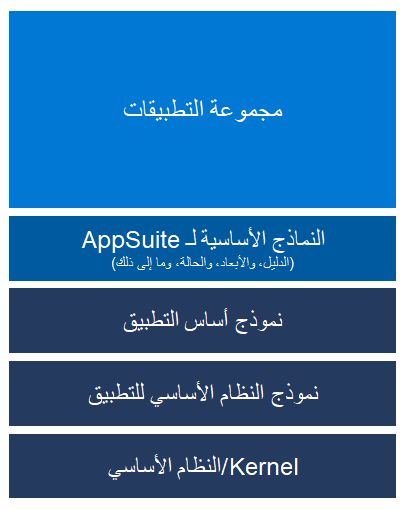 مجموعة التطبيقات
النماذج الأساسية لـ AppSuite
(الدليل، والأبعاد، والحالة، وما إلى ذلك)
نموذج أساس التطبيق
نموذج النظام الأساسي للتطبيق
Kernel/النظام الأساسي